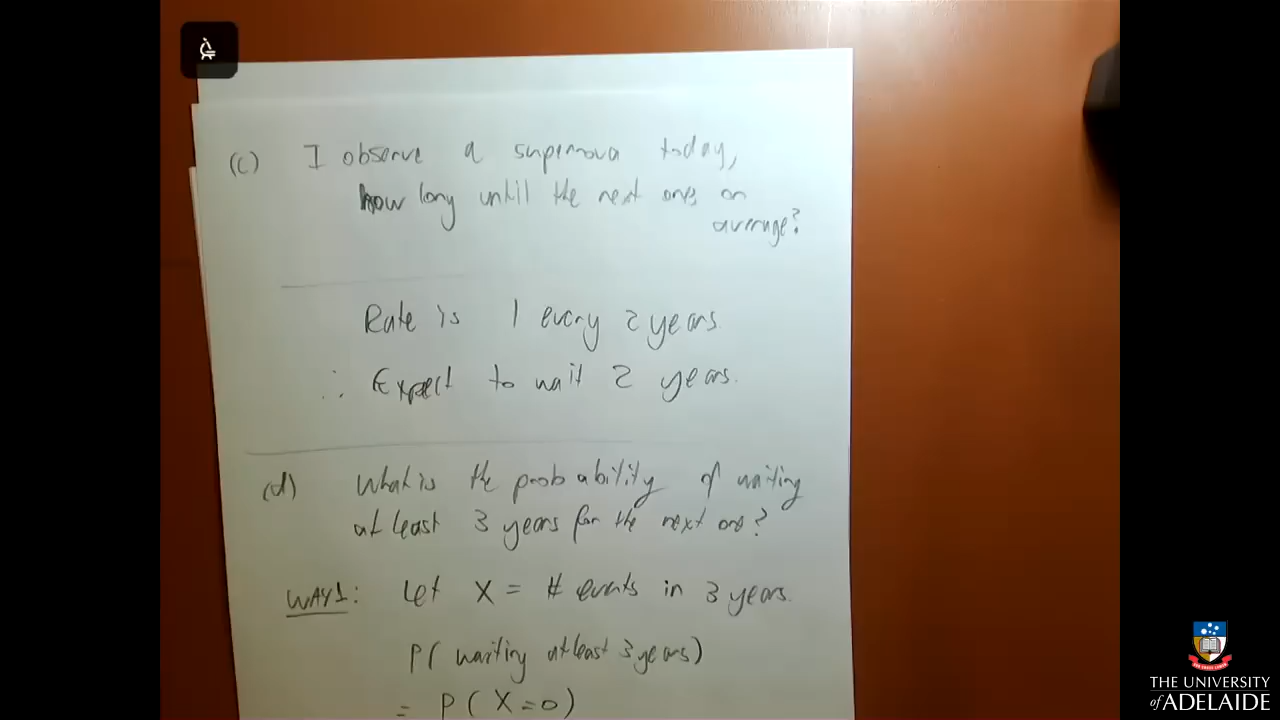 (c) I observe a supernova today,
how long until the next one on
average?
Rate is 1 every 2 years.
∴ Expect to wait 2 years.
(d) What is the probability of waiting
at least 3 years for the next one?
WAY1: Let X = # events in 3 years.
P( waiting at least 3 years)
= P( X=0)
THE UNIVERSITY
of ADELAIDE